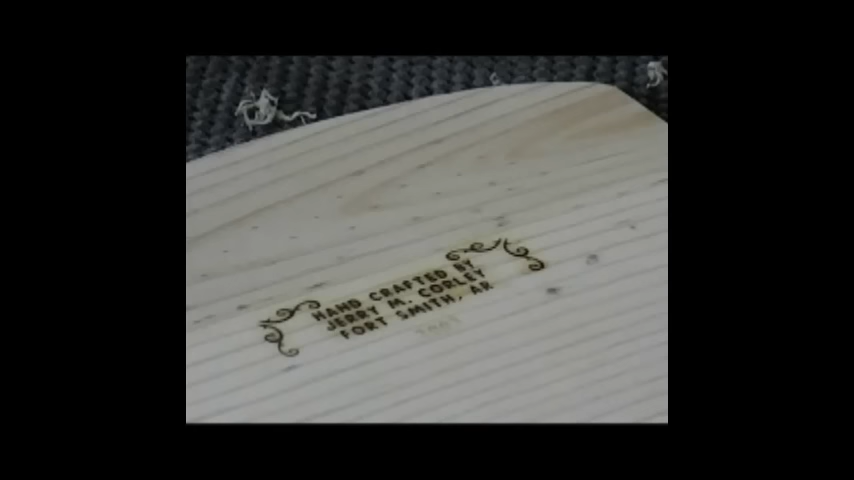 HAND CRAFTED BY
JERRY M. CORLEY
FORT SMITH, AR